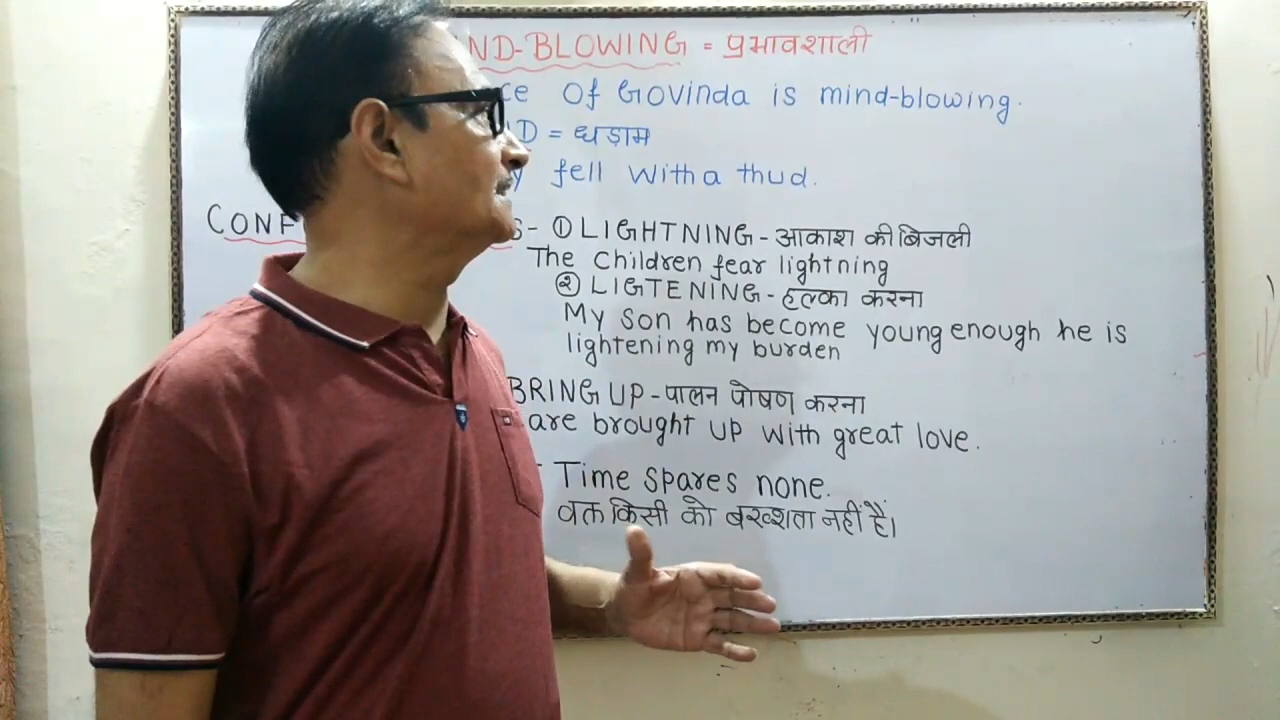 ND-BLOWING = प्रभावशाली
ce Of Govinda is mind-blowing.
D = धड़ाम
y fell with a thud.
CONF S- ① LIGHTNING - आकाश की बिजली
The children fear lightning
② LIGTENING - हल्का करना
My son has become young enough he is
lightening my burden
BRING UP - पालन पोषण करना
are brought up with great love.
- Time spares none.
वक्त किसी को बख्शता नहीं है।